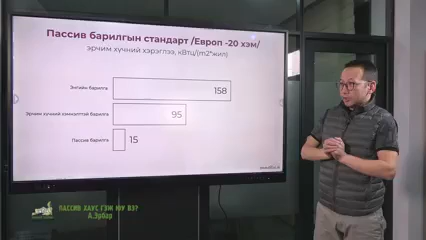 Пассив барилгын стандарт /Европ -20 хэм/
эрчим хүчний хэрэглээ, кВтц/(m2*жил)
Энгийн барилга
158
Эрчим хүчний хэмнэлттэй барилга
95
Пассив барилга
15
ПАССИВ ХАУС ГЭЖ ЮУ ВЭ?
А.Эрбар